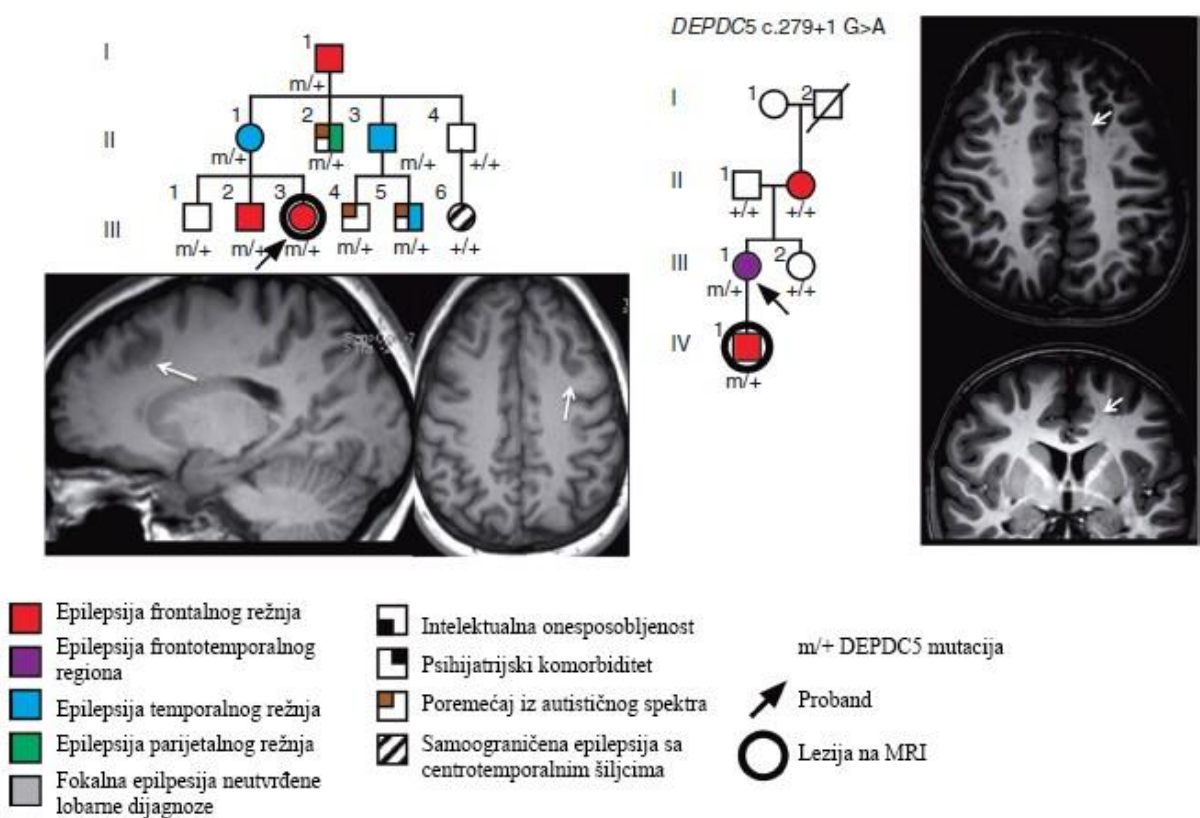 DEPDC5 c.279+1 G>A
I
1
m/+
II
1
2
3
4
m/+
m/+
m/+
+/+
III
1
2
3
4
5
6
m/+
m/+
m/+
m/+
m/+
+/+
I
1
2
II
1
+/+
+/+
III
1
2
m/+
+/+
IV
1
m/+
Epilepsija frontalnog režnja
Epilepsija frontotemporalnog
regiona
Epilepsija temporalnog režnja
Epilepsija parijetalnog režnja
Fokalna epilpesija neutvrđene
lobarne dijagnoze
Intelektualna onesposobljenost
Psihijatrijski komorbiditet
Poremećaj iz autističnog spektra
Samoograničena epilepsija sa
centrotemporalnim šiljcima
m/+ DEPDC5 mutacija
Proband
Lezija na MRI